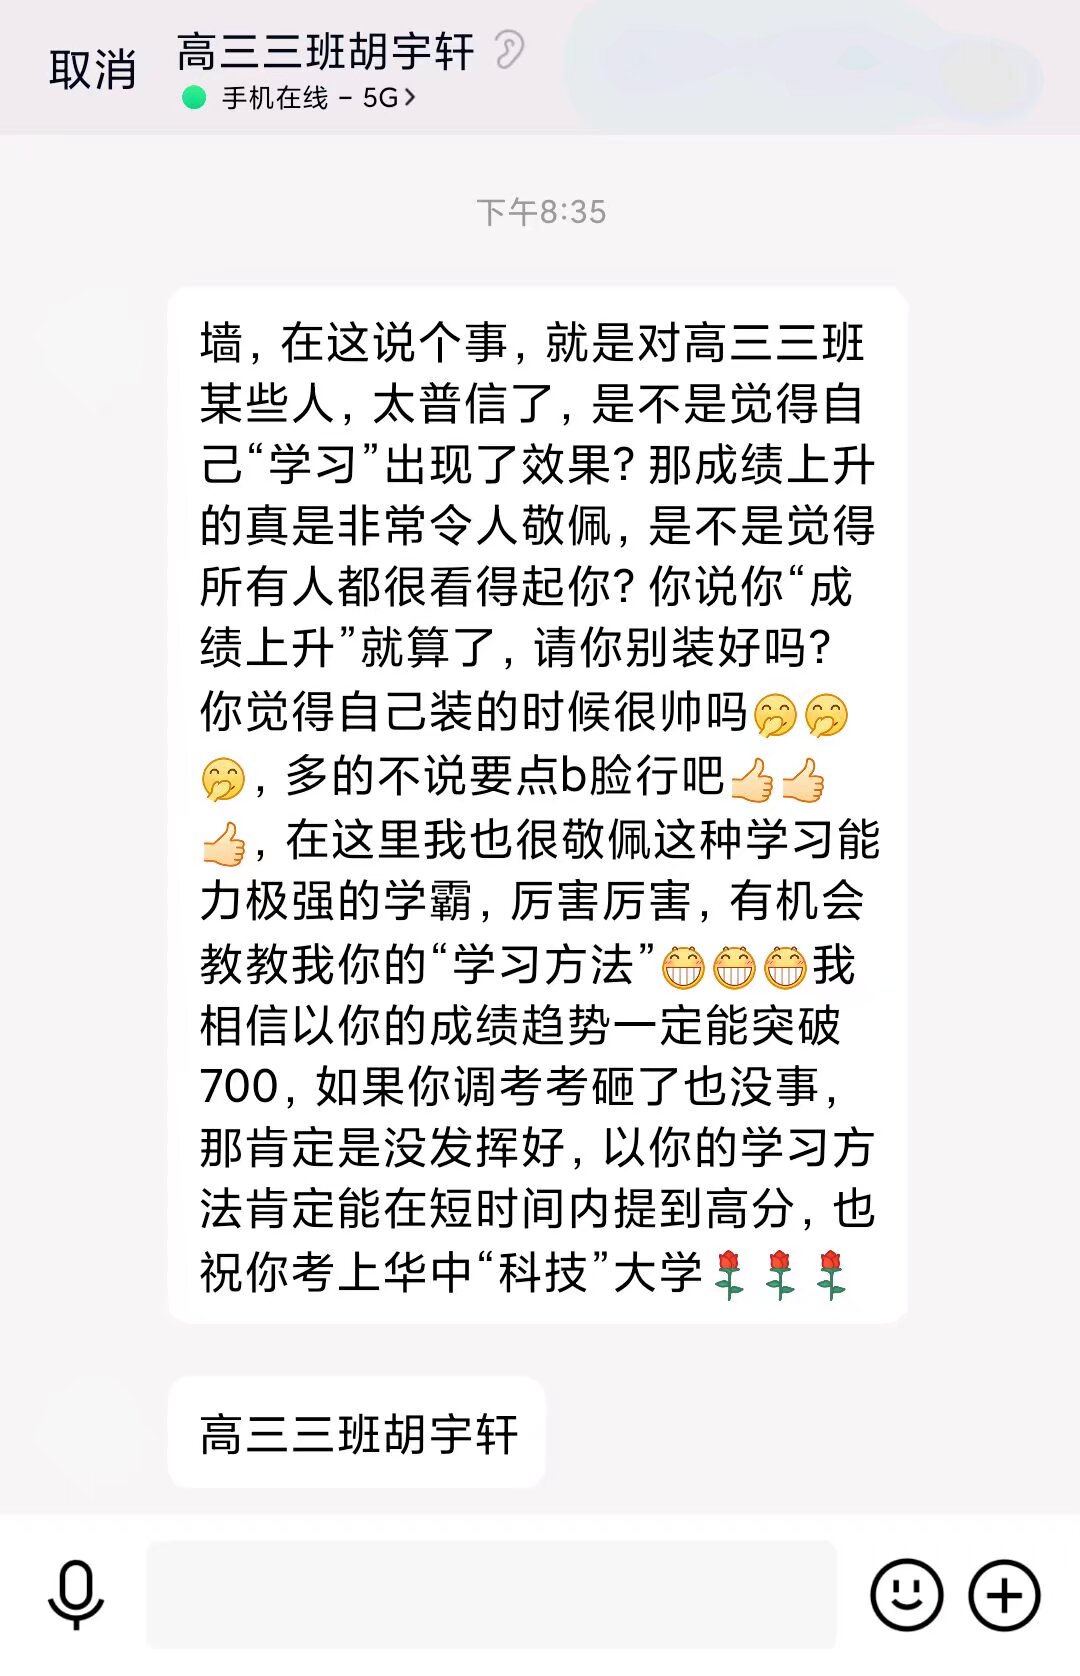 取消
高三三班胡宇轩
手机在线 – 5G>
下午8:35
墙, 在这说个事, 就是对高三三班
某些人, 太普信了, 是不是觉得自
己“学习”出现了效果? 那成绩上升
的真是非常令人敬佩, 是不是觉得
所有人都很看得起你? 你说你“成
绩上升”就算了, 请你别装好吗?
你觉得自己装的时候很帅吗🤭🤭
🤭, 多的不说要点b脸行吧👍👍
👍, 在这里我也很敬佩这种学习能
力极强的学霸, 厉害厉害, 有机会
教教我你的“学习方法”😁😁😁我
相信以你的成绩趋势一定能突破
700, 如果你调考考砸了也没事,
那肯定是没发挥好, 以你的学习方
法肯定能在短时间内提到高分, 也
祝你考上华中“科技”大学🌹🌹🌹
高三三班胡宇轩